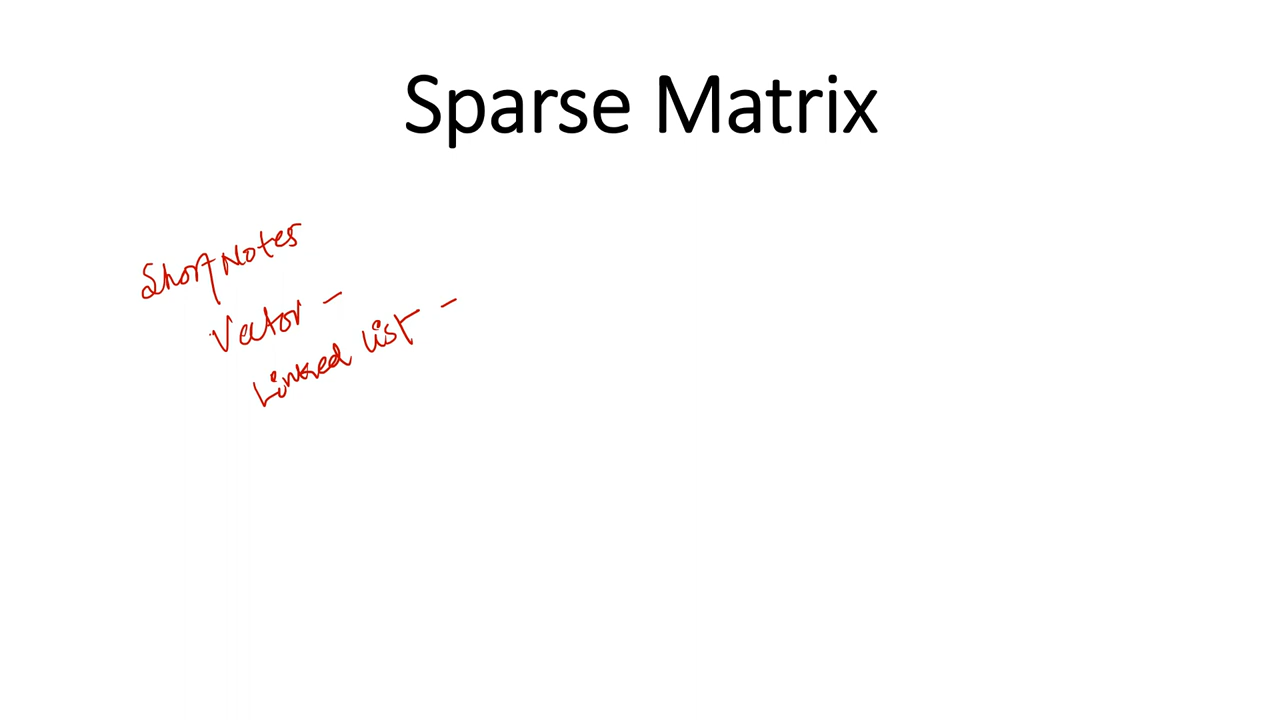 Sparse Matrix
Short Notes
Vector -
Linked List -